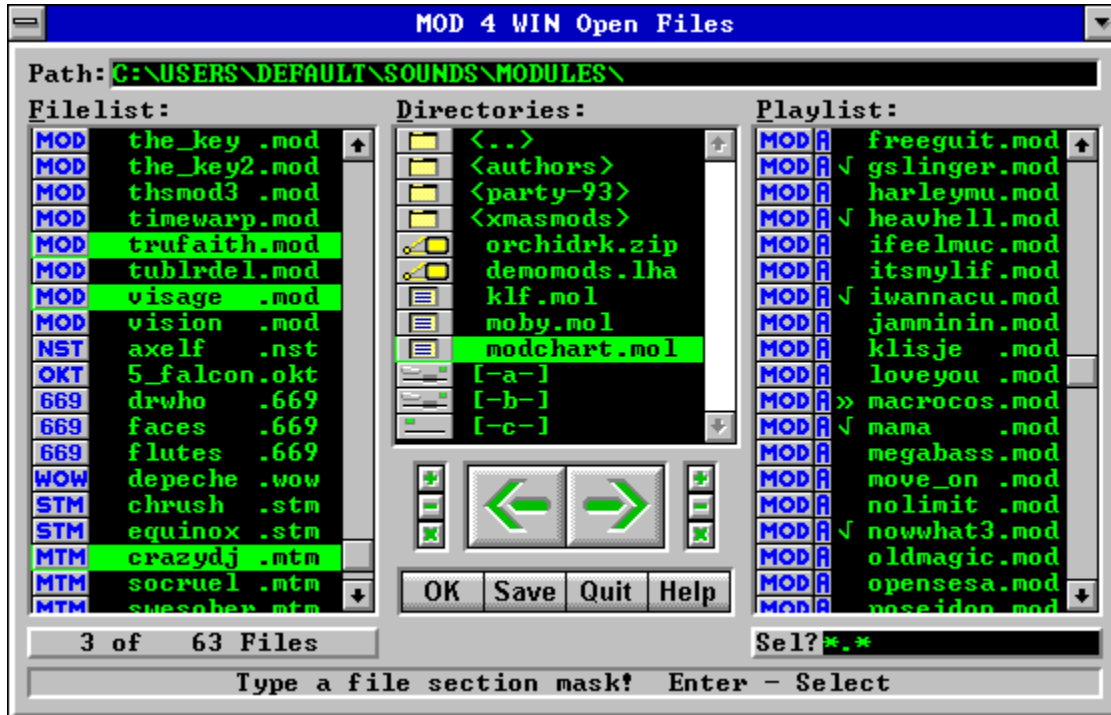 MOD 4 WIN Open Files
Path: C:\USERS\DEFAULT\SOUNDS\MODULES\
Filelist:
MOD the_key .mod
MOD the_key2.mod
MOD thsmod3 .mod
MOD timewarp.mod
MOD trufaith.mod
MOD tublrdel.mod
MOD visage .mod
MOD vision .mod
NST axelf .nst
OKT 5_falcon.okt
669 drwho .669
669 faces .669
669 flutes .669
WOW depeche .wow
STM chrush .stm
STM equinox .stm
MTM crazydj .mtm
MTM socruel .mtm
MTM swesober.mtm
3 of 63 Files
Directories:
<..>
<authors>
<party-93>
<xmasmods>
orchidrk.zip
demomods.lha
klf.mol
moby.mol
modchart.mol
[-a-]
[-b-]
[-c-]
OK Save Quit Help
Playlist:
MOD A freeguit.mod
MOD A √ gslinger.mod
MOD A harleymu.mod
MOD A √ heavhell.mod
MOD A ifeelmuc.mod
MOD A itsmylif.mod
MOD A √ iwannacu.mod
MOD A jamminin.mod
MOD A klisje .mod
MOD A loveyou .mod
MOD A » macrocos.mod
MOD A √ mama .mod
MOD A megabass.mod
MOD A move_on .mod
MOD A nolimit .mod
MOD A √ nowwhat3.mod
MOD A oldmagic.mod
MOD A opensesa.mod
MOD A poseidon.mod
Sel? *.*
Type a file section mask! Enter - Select